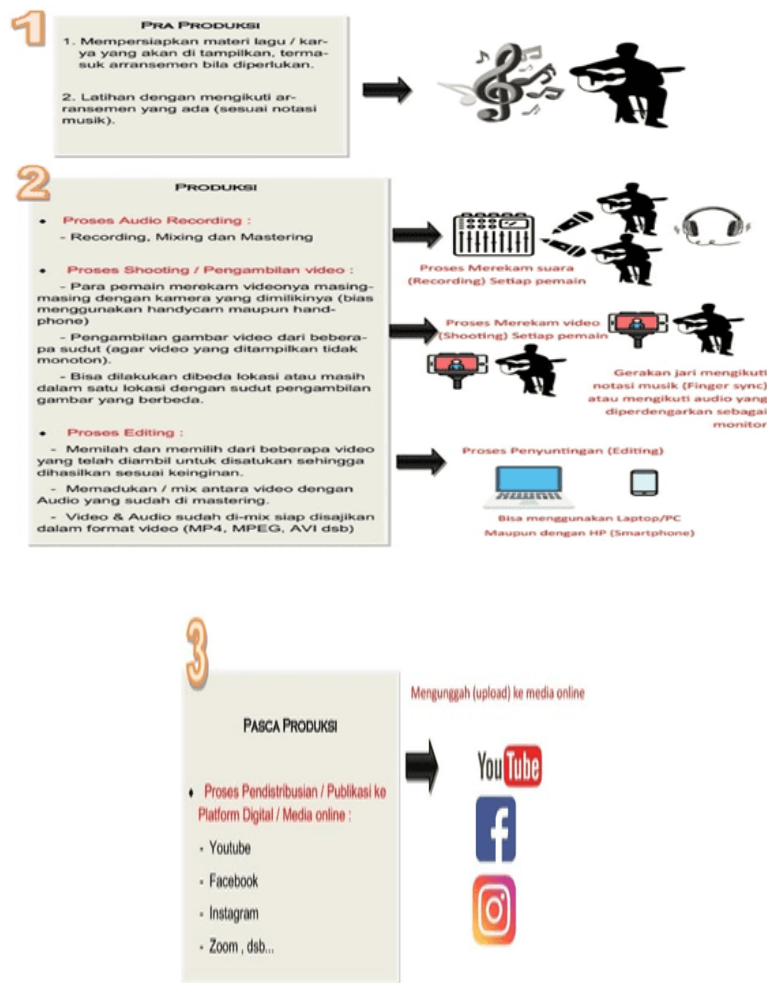 1
PRA PRODUKSI
1. Mempersiapkan materi lagu / kar-
ya yang akan di tampilkan, terma-
suk arransemen bila diperlukan.
2. Latihan dengan mengikuti ar-
ransemen yang ada (sesuai notasi
musik).
2
PRODUKSI
• Proses Audio Recording :
- Recording, Mixing dan Mastering
• Proses Shooting / Pengambilan video :
- Para pemain merekam videonya masing-
masing dengan kamera yang dimilikinya (bias
menggunakan handycam maupun hand-
phone)
- Pengambilan gambar video dari bebera-
pa sudut (agar video yang ditampilkan tidak
monoton).
- Bisa dilakukan dibeda lokasi atau masih
dalam satu lokasi dengan sudut pengambilan
gambar yang berbeda.
• Proses Editing :
- Memilah dan memilih dari beberapa video
yang telah diambil untuk disatukan sehingga
dihasilkan sesuai keinginan.
- Memadukan / mix antara video dengan
Audio yang sudah di mastering.
- Video & Audio sudah di-mix siap disajikan
dalam format video (MP4, MPEG, AVI dsb)
Proses Merekam suara
(Recording) Setiap pemain
Proses Merekam video
(Shooting) Setiap pemain
Gerakan jari mengikuti
notasi musik (Finger sync)
atau mengikuti audio yang
diperdengarkan sebagai
monitor
Proses Penyuntingan (Editing)
Bisa menggunakan Laptop/PC
Maupun dengan HP (Smartphone)
3
PASCA PRODUKSI
♦ Proses Pendistribusian / Publikasi ke
Platform Digital / Media online :
- Youtube
- Facebook
- Instagram
- Zoom , dsb...
Mengunggah (upload) ke media online
YouTube
f